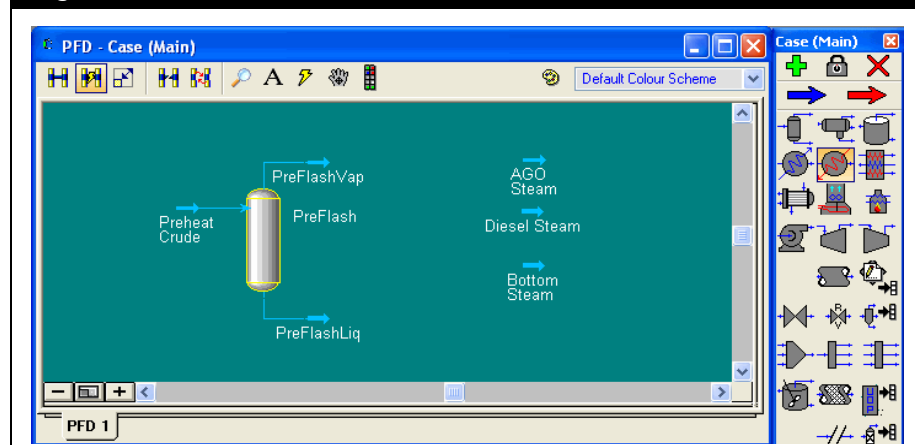 PFD - Case (Main)
Case (Main)
A
Default Colour Scheme
PreFlashVap
PreFlash
Preheat
Crude
PreFlashLiq
AGO
Steam
Diesel Steam
Bottom
Steam
PFD 1